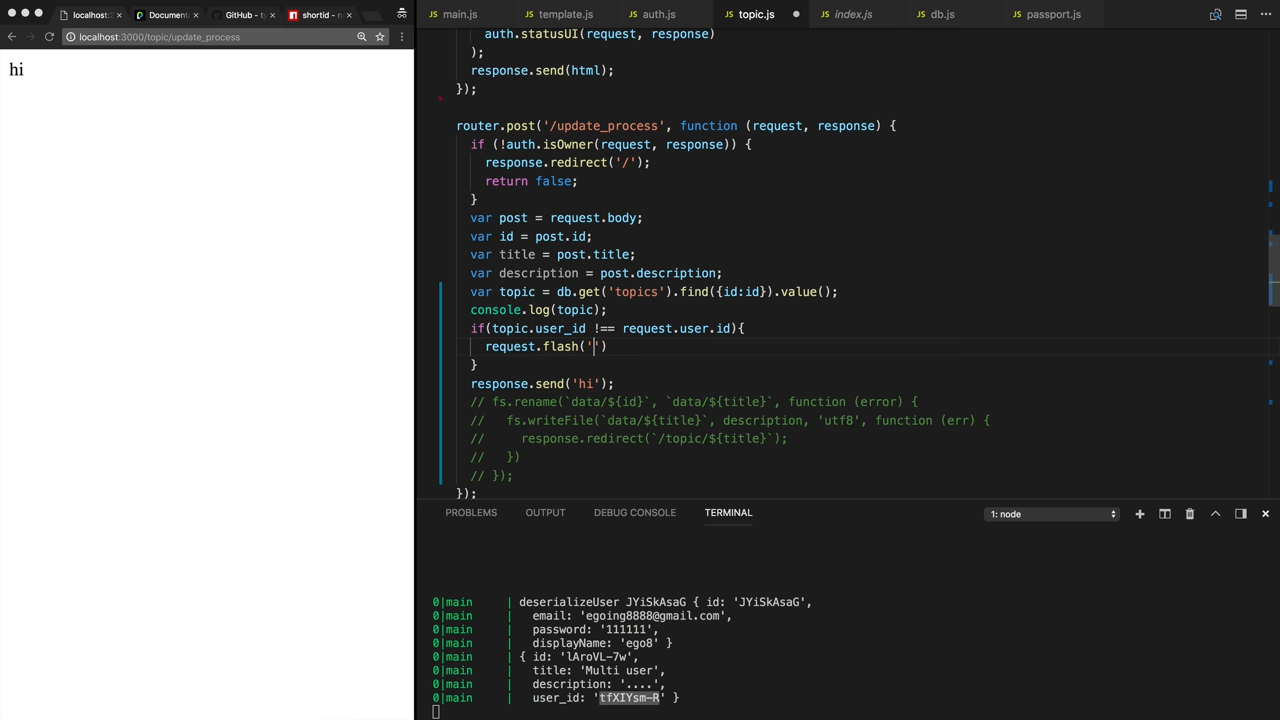 localhost:
Document
GitHub - ty
shortid - n
localhost:3000/topic/update_process
hi
main.js
template.js
auth.js
topic.js
index.js
db.js
passport.js
auth.statusUI(request, response)
);
response.send(html);
});
router.post('/update_process', function (request, response) {
if (!auth.isOwner(request, response)) {
response.redirect('/');
return false;
}
var post = request.body;
var id = post.id;
var title = post.title;
var description = post.description;
var topic = db.get('topics').find({id:id}).value();
console.log(topic);
if(topic.user_id !== request.user.id){
request.flash('')
}
response.send('hi');
// fs.rename(`data/${id}`, `data/${title}`, function (error) {
//   fs.writeFile(`data/${title}`, description, 'utf8', function (err) {
//     response.redirect(`/topic/${title}`);
//   })
// });
});
PROBLEMS
OUTPUT
DEBUG CONSOLE
TERMINAL
1: node
0|main     | deserializeUser JYiSkAsaG { id: 'JYiSkAsaG',
0|main     |   email: 'egoing8888@gmail.com',
0|main     |   password: '111111',
0|main     |   displayName: 'ego8' }
0|main     | { id: 'lAroVL-7w',
0|main     |   title: 'Multi user',
0|main     |   description: '....',
0|main     |   user_id: 'tfXIYsm-R' }